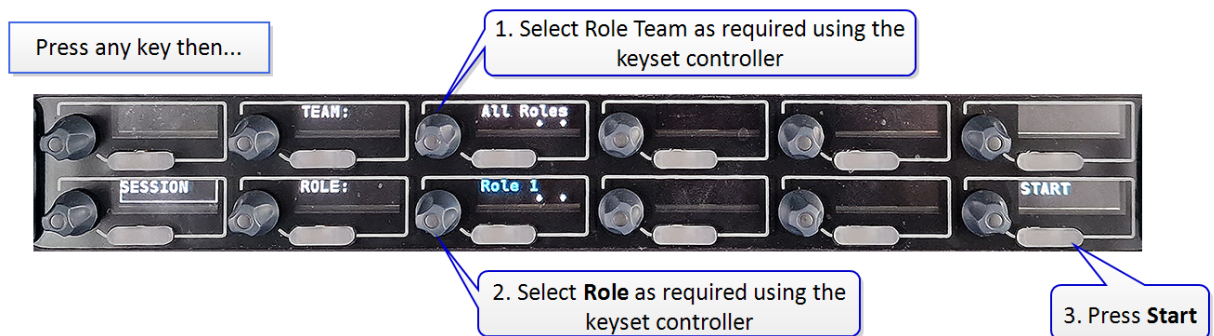 1. Select Role Team as required using the
keyset controller
Press any key then...
TEAM:
All Roles
SESSION
ROLE:
Role 1
START
2. Select Role as required using the
keyset controller
3. Press Start